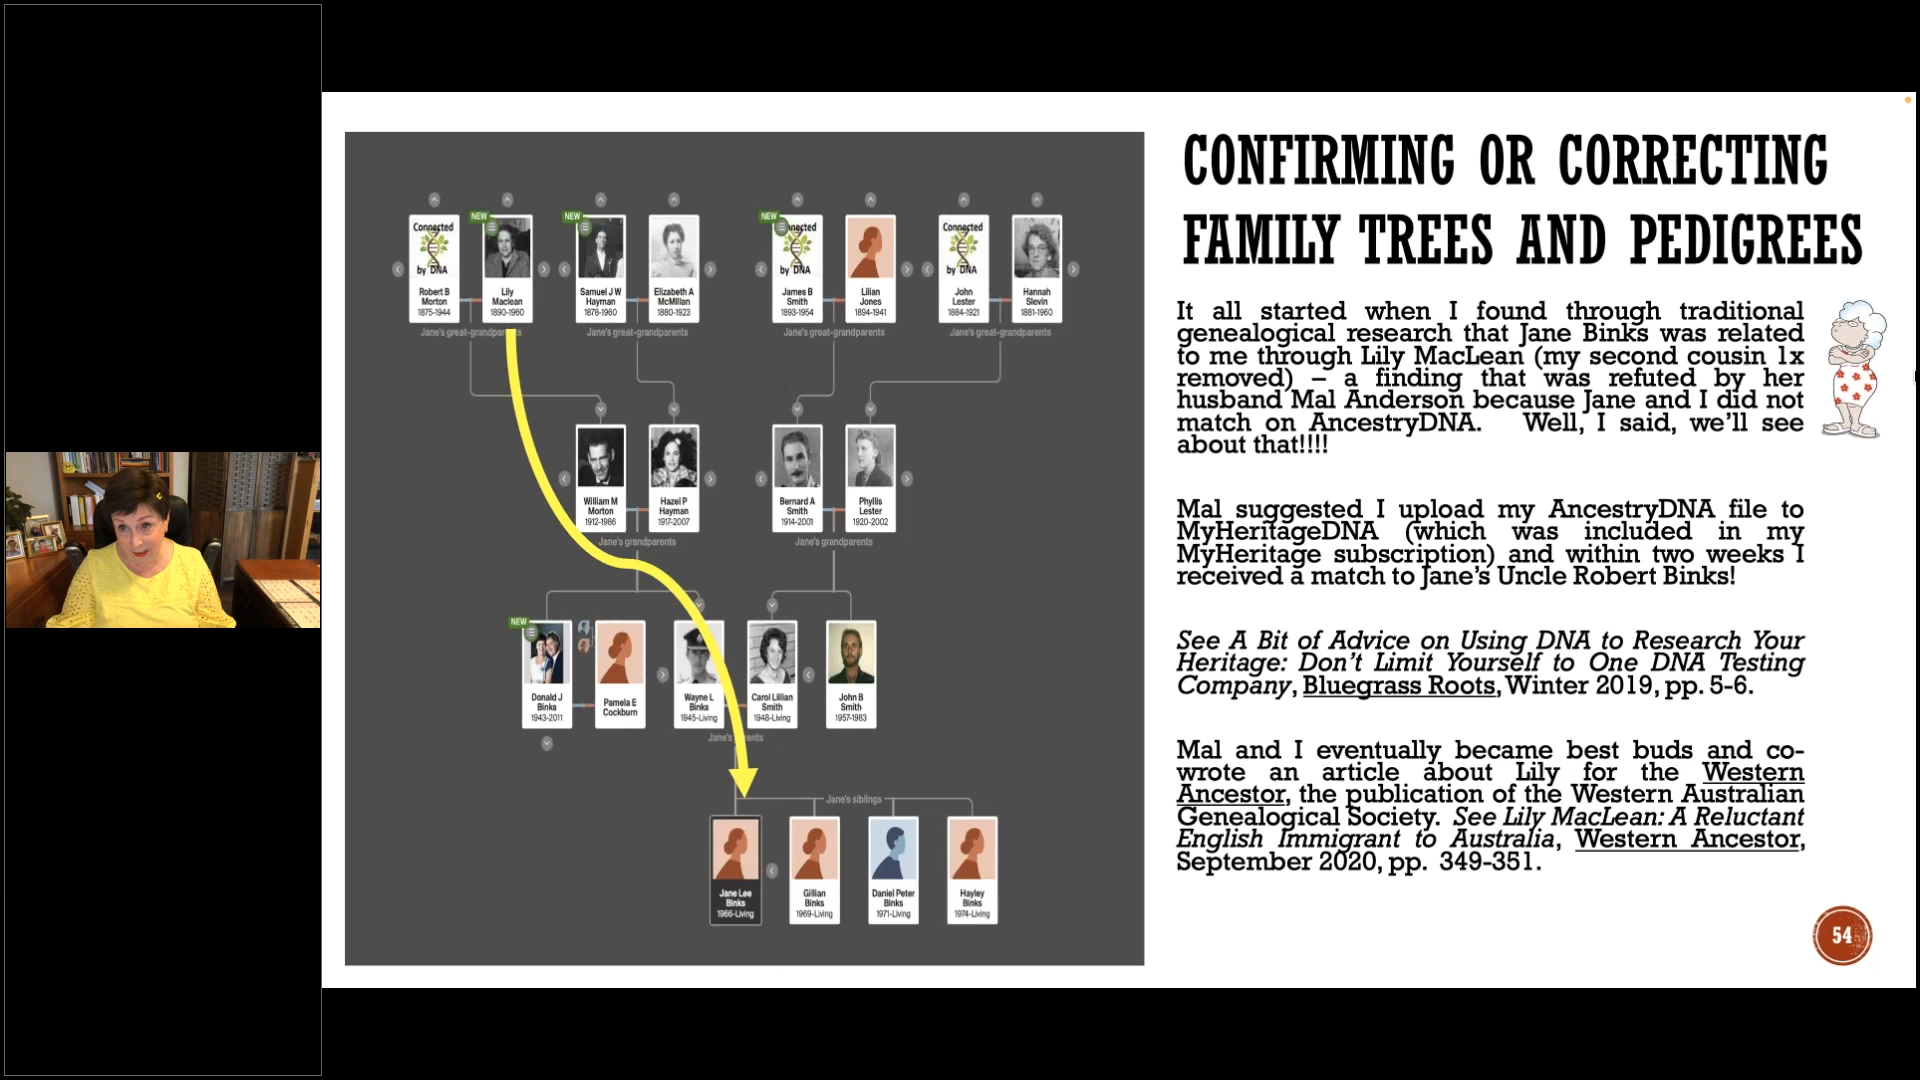 CONFIRMING OR CORRECTING
FAMILY TREES AND PEDIGREES
It all started when I found through traditional
genealogical research that Jane Binks was related
to me through Lily MacLean (my second cousin 1x
removed) – a finding that was refuted by her
husband Mal Anderson because Jane and I did not
match on AncestryDNA. Well, I said, we'll see
about that!!!!
Mal suggested I upload my AncestryDNA file to
MyHeritageDNA (which was included in my
MyHeritage subscription) and within two weeks I
received a match to Jane's Uncle Robert Binks!
See A Bit of Advice on Using DNA to Research Your
Heritage: Don't Limit Yourself to One DNA Testing
Company, Bluegrass Roots, Winter 2019, pp. 5-6.
Mal and I eventually became best buds and co-
wrote an article about Lily for the Western
Ancestor, the publication of the Western Australian
Genealogical Society. See Lily MacLean: A Reluctant
English Immigrant to Australia, Western Ancestor,
September 2020, pp. 349-351.
54
Connected
by DNA
Robert B
Morton
1875-1944
NEW
Lily
Maclean
1890-1960
Jane's great-grandparents
NEW
Samuel J W
Hayman
1878-1960
Elizabeth A
McMillan
1880-1923
Jane's great-grandparents
NEW
by DNA
James B
Smith
1893-1954
Lilian
Jones
1894-1941
Jane's great-grandparents
Connected
by DNA
John
Lester
1884-1921
Hannah
Slevin
1881-1960
Jane's great-grandparents
William M
Morton
1912-1986
Hazel P
Hayman
1917-2007
Jane's grandparents
Bernard A
Smith
1914-2001
Phyllis
Lester
1920-2002
Jane's grandparents
NEW
Donald J
Binks
1943-2011
Pamela E
Cockburn
Wayne L
Binks
1945-Living
Carol Lillian
Smith
1948-Living
Jane's parents
John B
Smith
1957-1983
Jane's siblings
Jane Lee
Binks
1966-Living
Gillian
Binks
1969-Living
Daniel Peter
Binks
1971-Living
Hayley
Binks
1974-Living